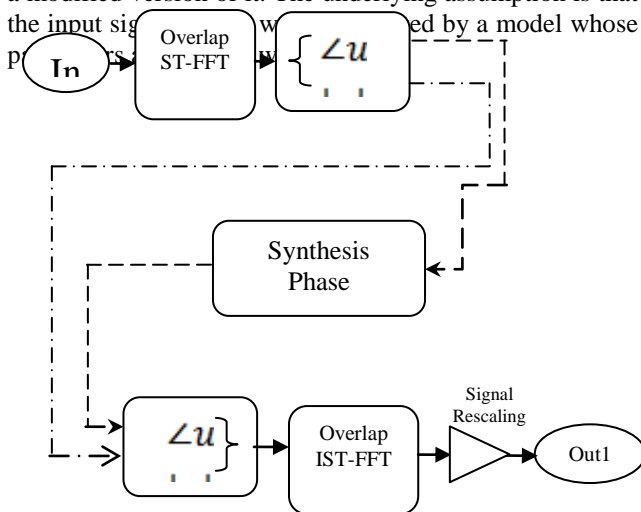 a modified version of it. The underlying assumption is that
the input sig ed by a model whose
In
Overlap
ST-FFT
∠u
Synthesis
Phase
∠u
Overlap
IST-FFT
Signal
Rescaling
Out1